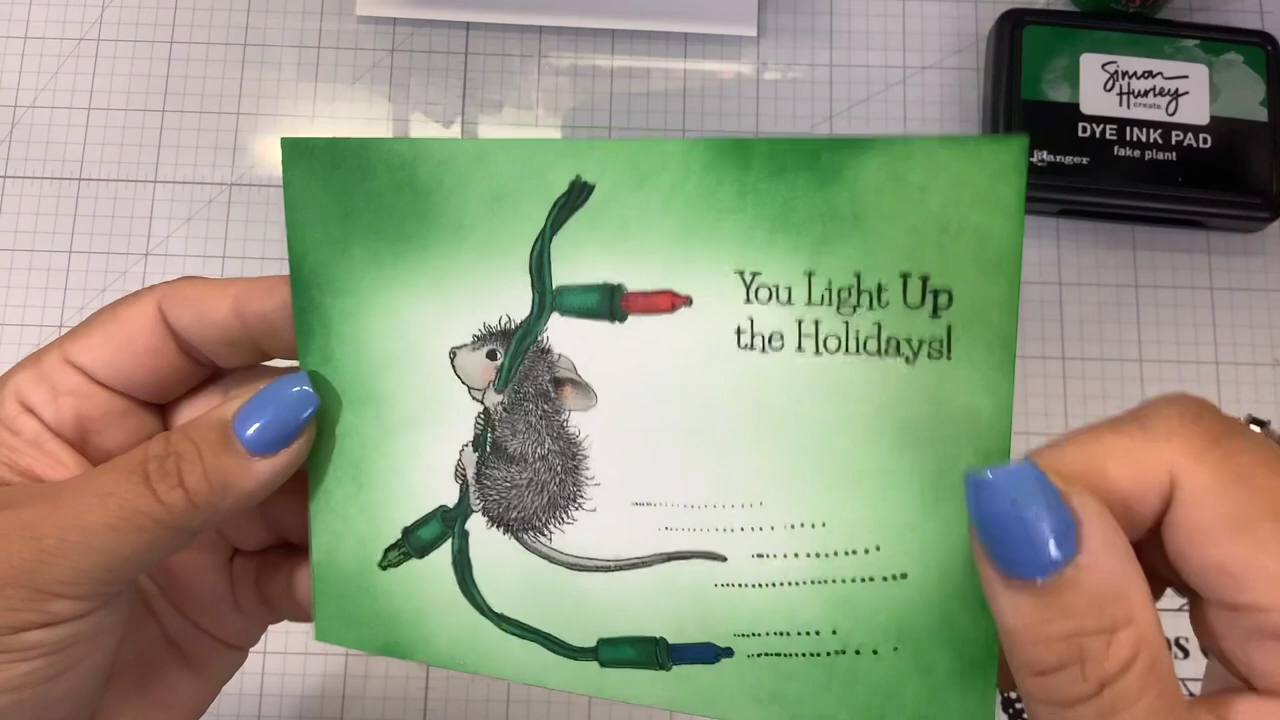 Simon
Hurley
create.
DYE INK PAD
fake plant
Ranger
You Light Up
the Holidays!